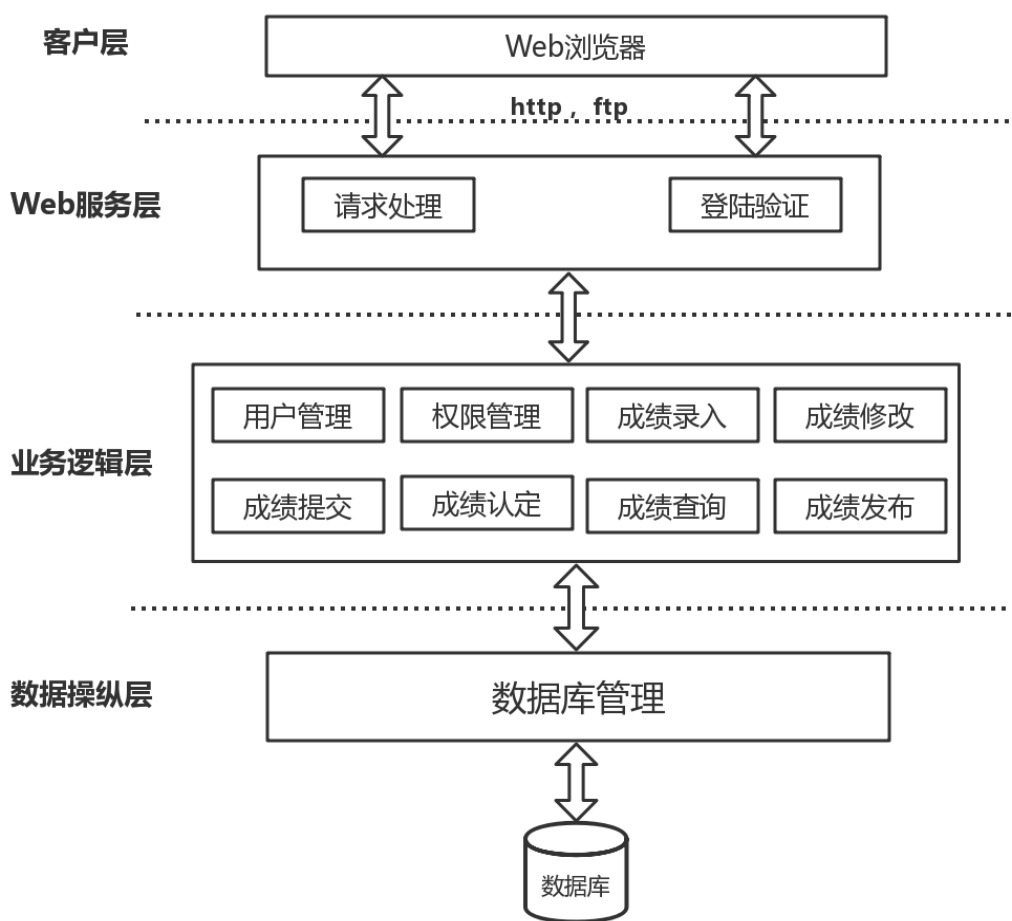 客户层
Web浏览器
http ，ftp
Web服务层
请求处理
登陆验证
业务逻辑层
用户管理
权限管理
成绩录入
成绩修改
成绩提交
成绩认定
成绩查询
成绩发布
数据操纵层
数据库管理
数据库